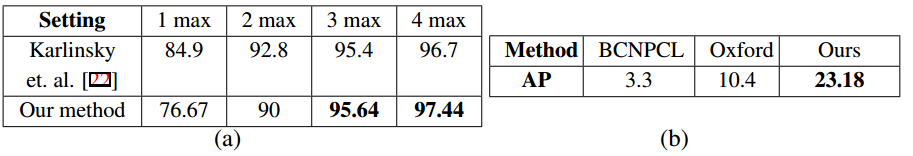 Setting 1 max 2 max 3 max 4 max
Karlinsky 84.9 92.8 95.4 96.7
et. al. [22]
Our method 76.67 90 95.64 97.44
(a)
Method BCNPCL Oxford Ours
AP 3.3 10.4 23.18
(b)